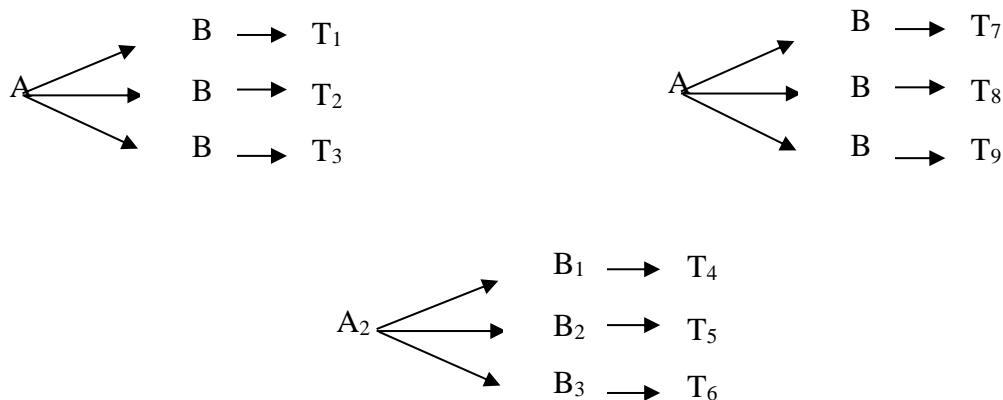 B T₁
A B T₂
B T₃
B T₇
A B T₈
B T₉
B₁ T₄
A₂ B₂ T₅
B₃ T₆